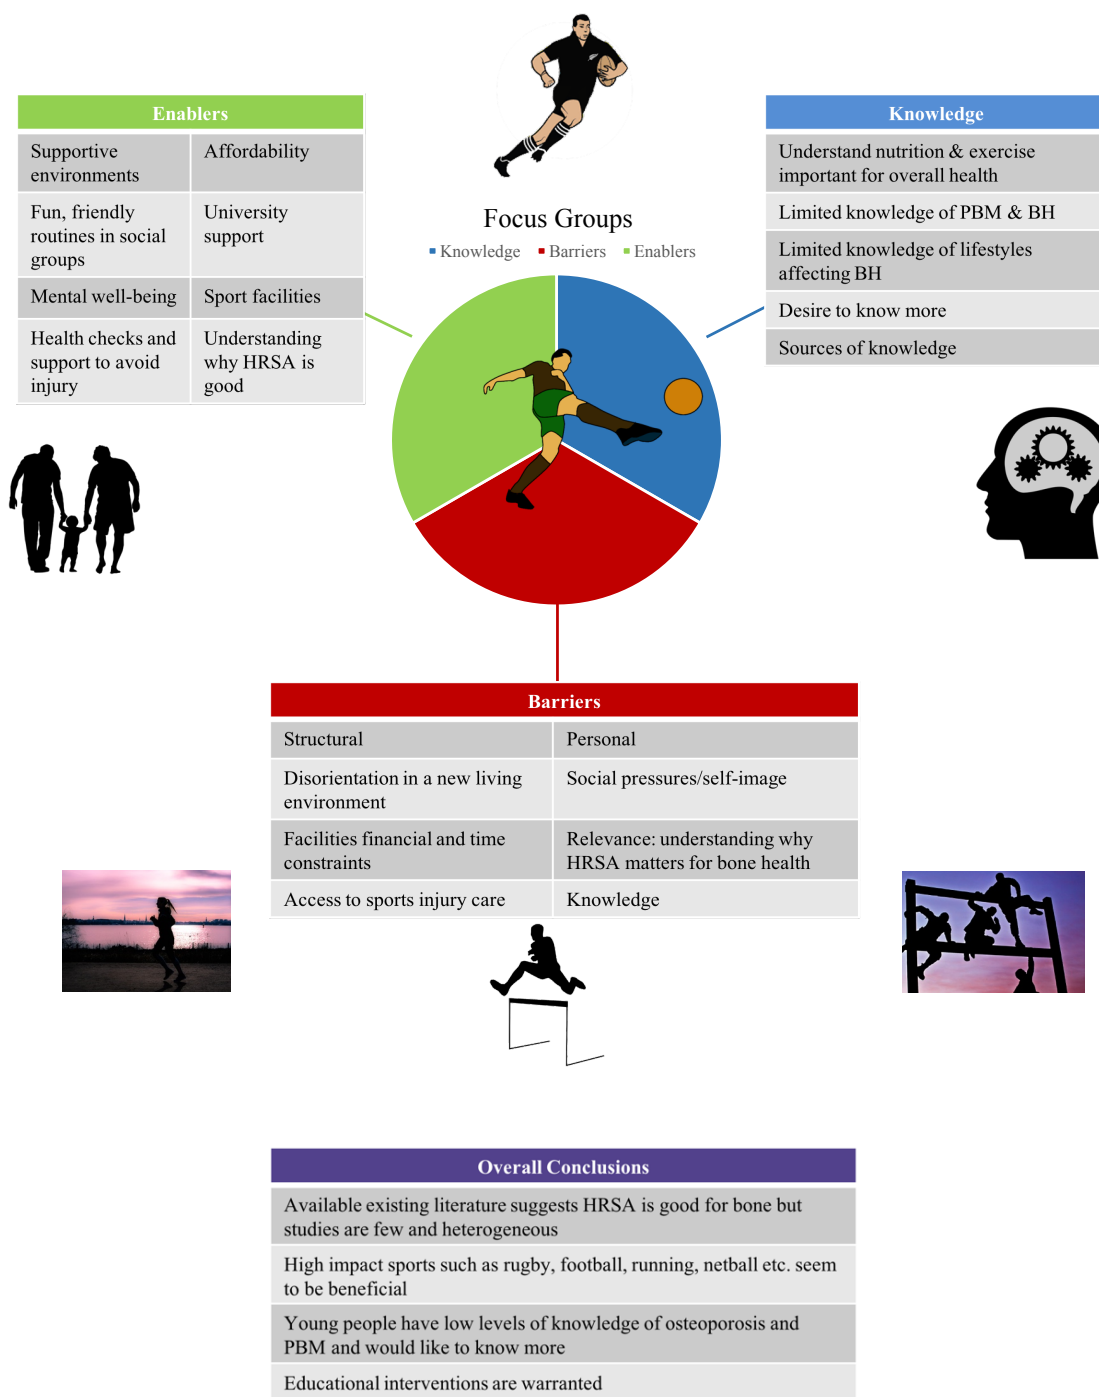 Focus Groups
Knowledge Barriers Enablers
Enablers
Supportive
environments
Affordability
Fun, friendly
routines in social
groups
University
support
Mental well-being
Sport facilities
Health checks and
support to avoid
injury
Understanding
why HRSA is
good
Knowledge
Understand nutrition & exercise
important for overall health
Limited knowledge of PBM & BH
Limited knowledge of lifestyles
affecting BH
Desire to know more
Sources of knowledge
Barriers
Structural
Personal
Disorientation in a new living
environment
Social pressures/self-image
Facilities financial and time
constraints
Relevance: understanding why
HRSA matters for bone health
Access to sports injury care
Knowledge
Overall Conclusions
Available existing literature suggests HRSA is good for bone but
studies are few and heterogeneous
High impact sports such as rugby, football, running, netball etc. seem
to be beneficial
Young people have low levels of knowledge of osteoporosis and
PBM and would like to know more
Educational interventions are warranted